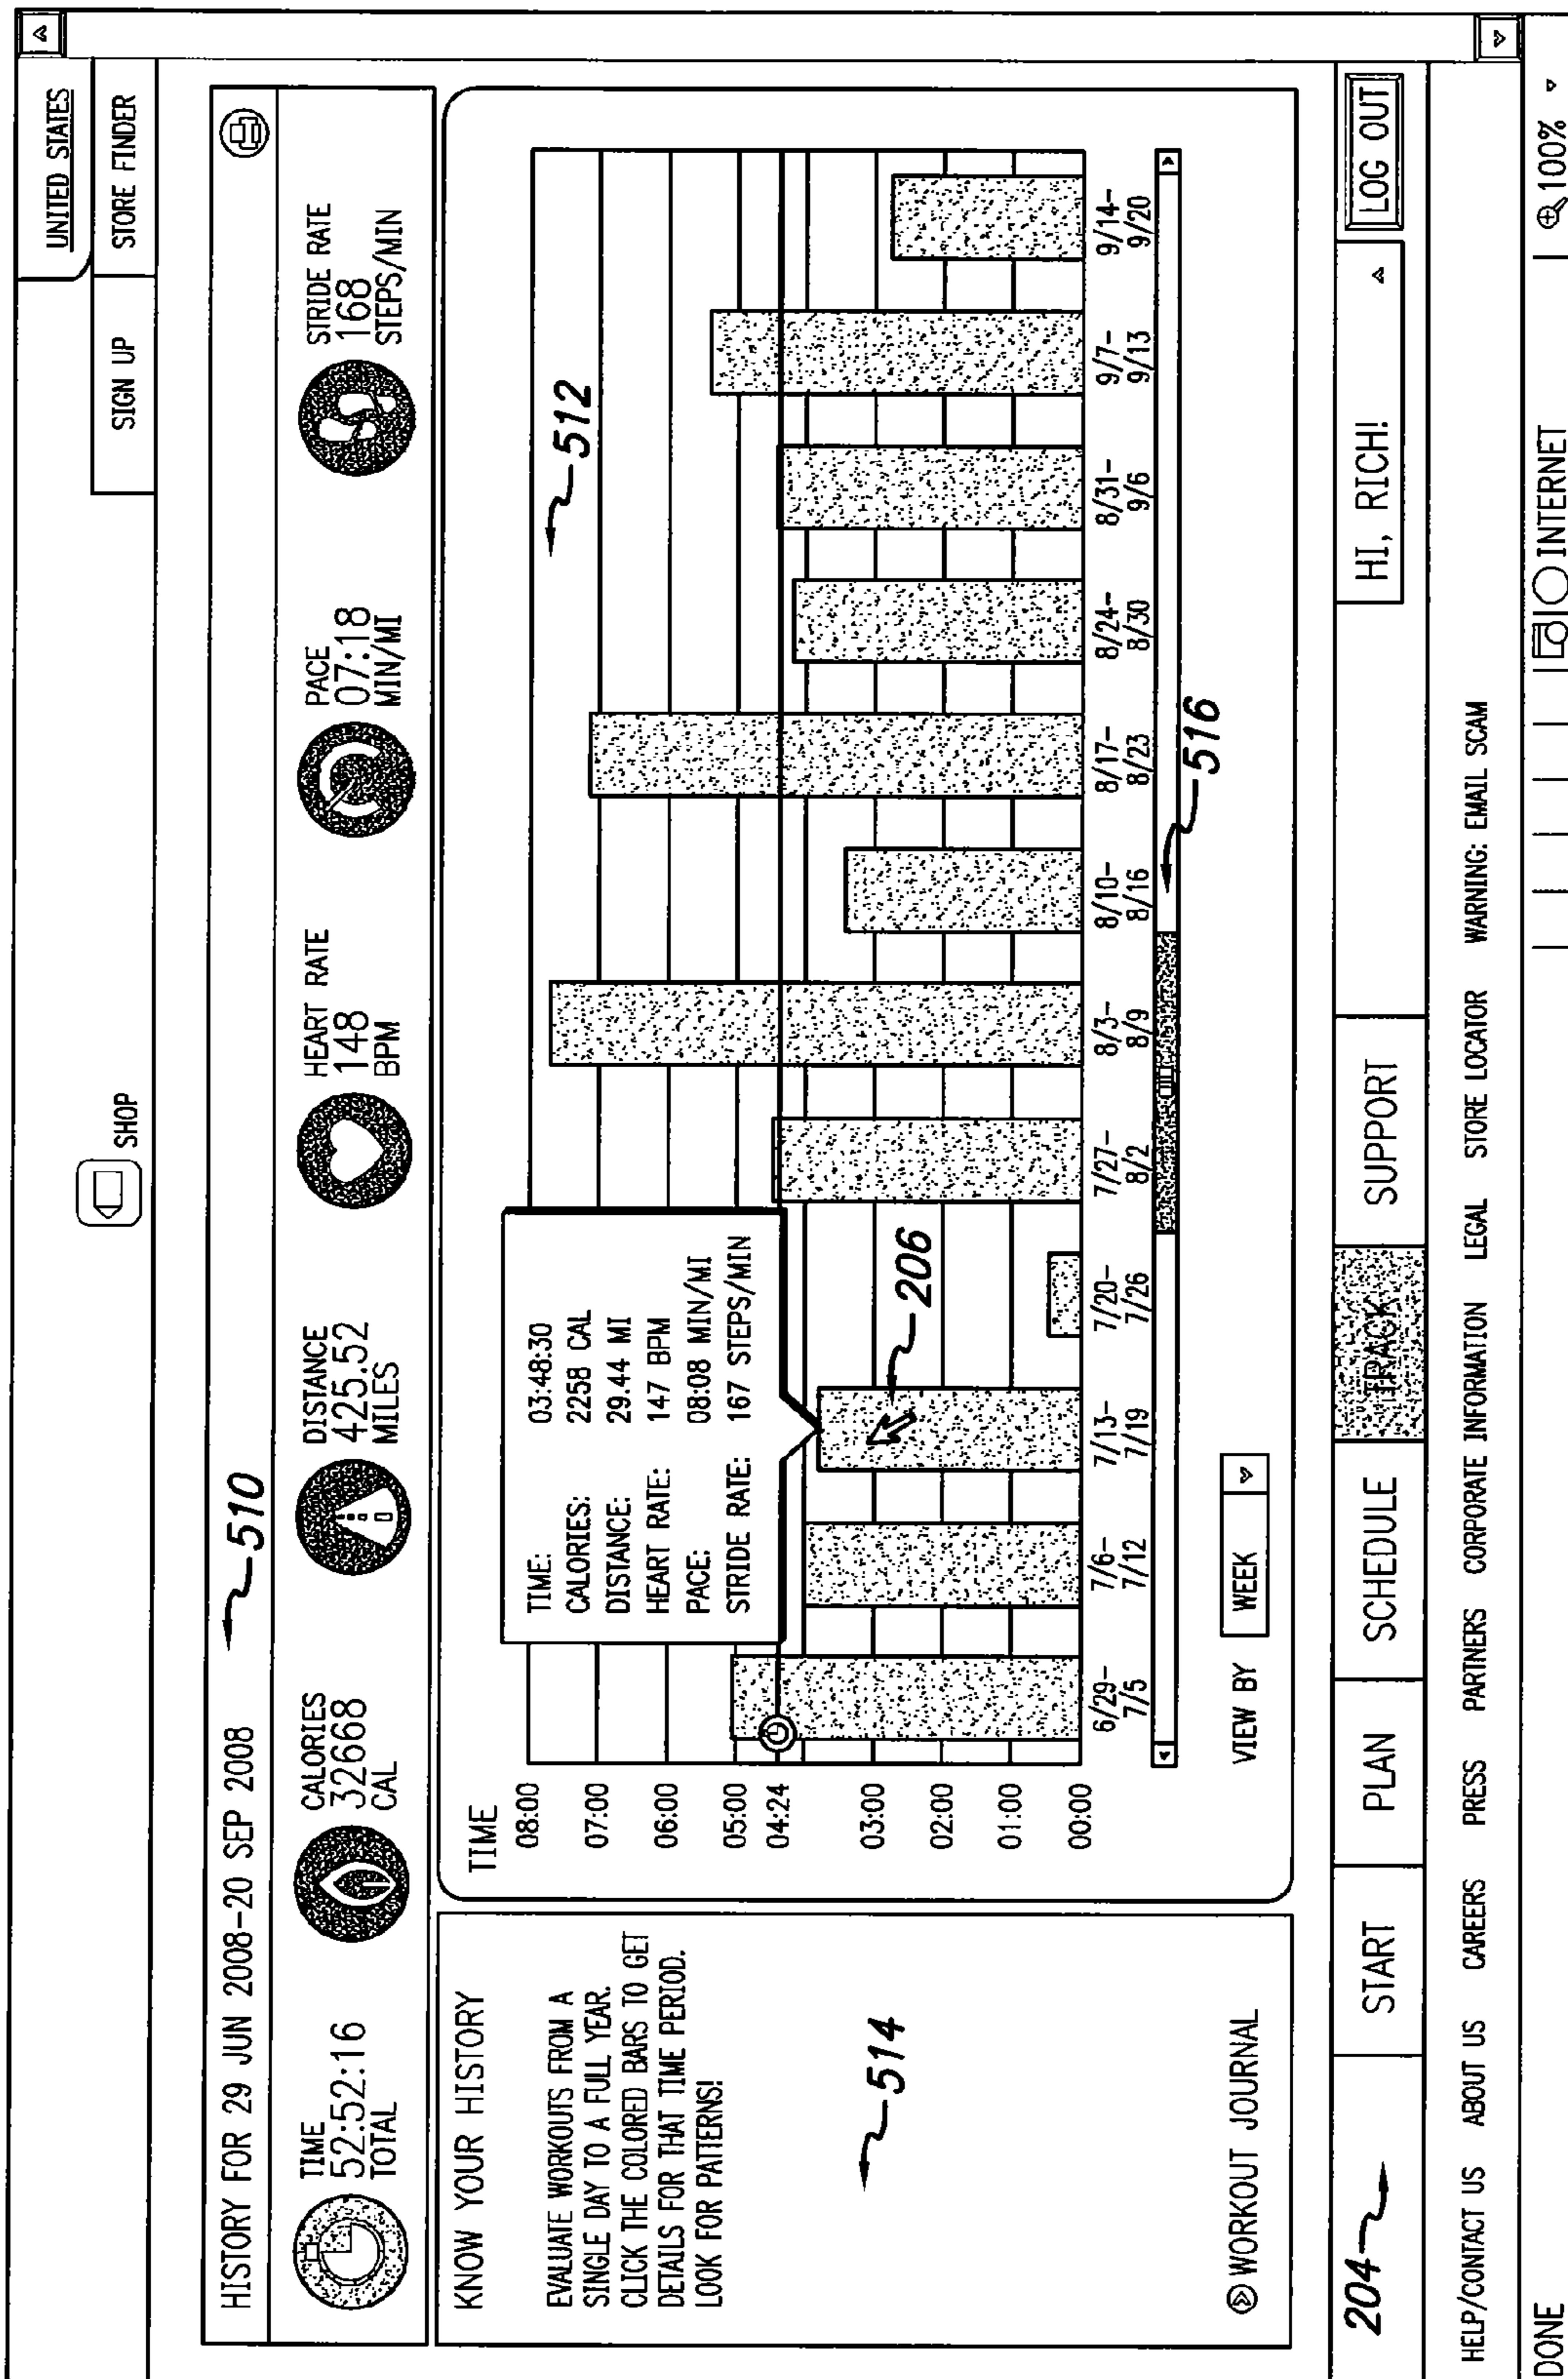 UNITED STATES
SHOP
SIGN UP
STORE FINDER
HISTORY FOR 29 JUN 2008-20 SEP 2008
510
TIME
52:52:16
TOTAL
CALORIES
32668
CAL
DISTANCE
425.52
MILES
HEART RATE
148
BPM
PACE
07:18
MIN/MI
STRIDE RATE
168
STEPS/MIN
KNOW YOUR HISTORY
EVALUATE WORKOUTS FROM A
SINGLE DAY TO A FULL YEAR.
CLICK THE COLORED BARS TO GET
DETAILS FOR THAT TIME PERIOD.
LOOK FOR PATTERNS!
514
WORKOUT JOURNAL
TIME
08:00
07:00
06:00
05:00
04:24
03:00
02:00
01:00
00:00
TIME: 03:48:30
CALORIES: 2258 CAL
DISTANCE: 29.44 MI
HEART RATE: 147 BPM
PACE: 08:08 MIN/MI
STRIDE RATE: 167 STEPS/MIN
512
206
6/29-
7/5
7/6-
7/12
7/13-
7/19
7/20-
7/26
7/27-
8/2
8/3-
8/9
8/10-
8/16
8/17-
8/23
8/24-
8/30
8/31-
9/6
9/7-
9/13
9/14-
9/20
516
VIEW BY WEEK
204
START
PLAN
SCHEDULE
TRACK
SUPPORT
HI, RICH!
LOG OUT
HELP/CONTACT US ABOUT US CAREERS PRESS PARTNERS CORPORATE INFORMATION LEGAL STORE LOCATOR WARNING: EMAIL SCAM
DONE
INTERNET
100%